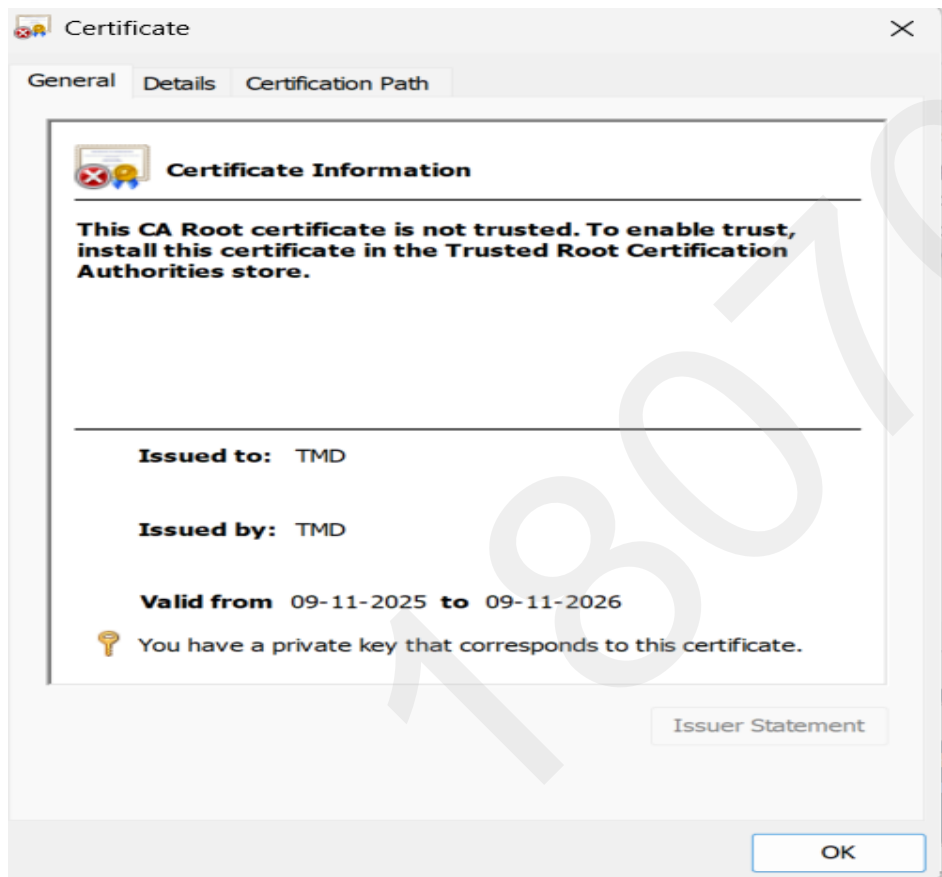 Certificate
General Details Certification Path
Certificate Information
This CA Root certificate is not trusted. To enable trust,
install this certificate in the Trusted Root Certification
Authorities store.
Issued to: TMD
Issued by: TMD
Valid from 09-11-2025 to 09-11-2026
You have a private key that corresponds to this certificate.
Issuer Statement
OK